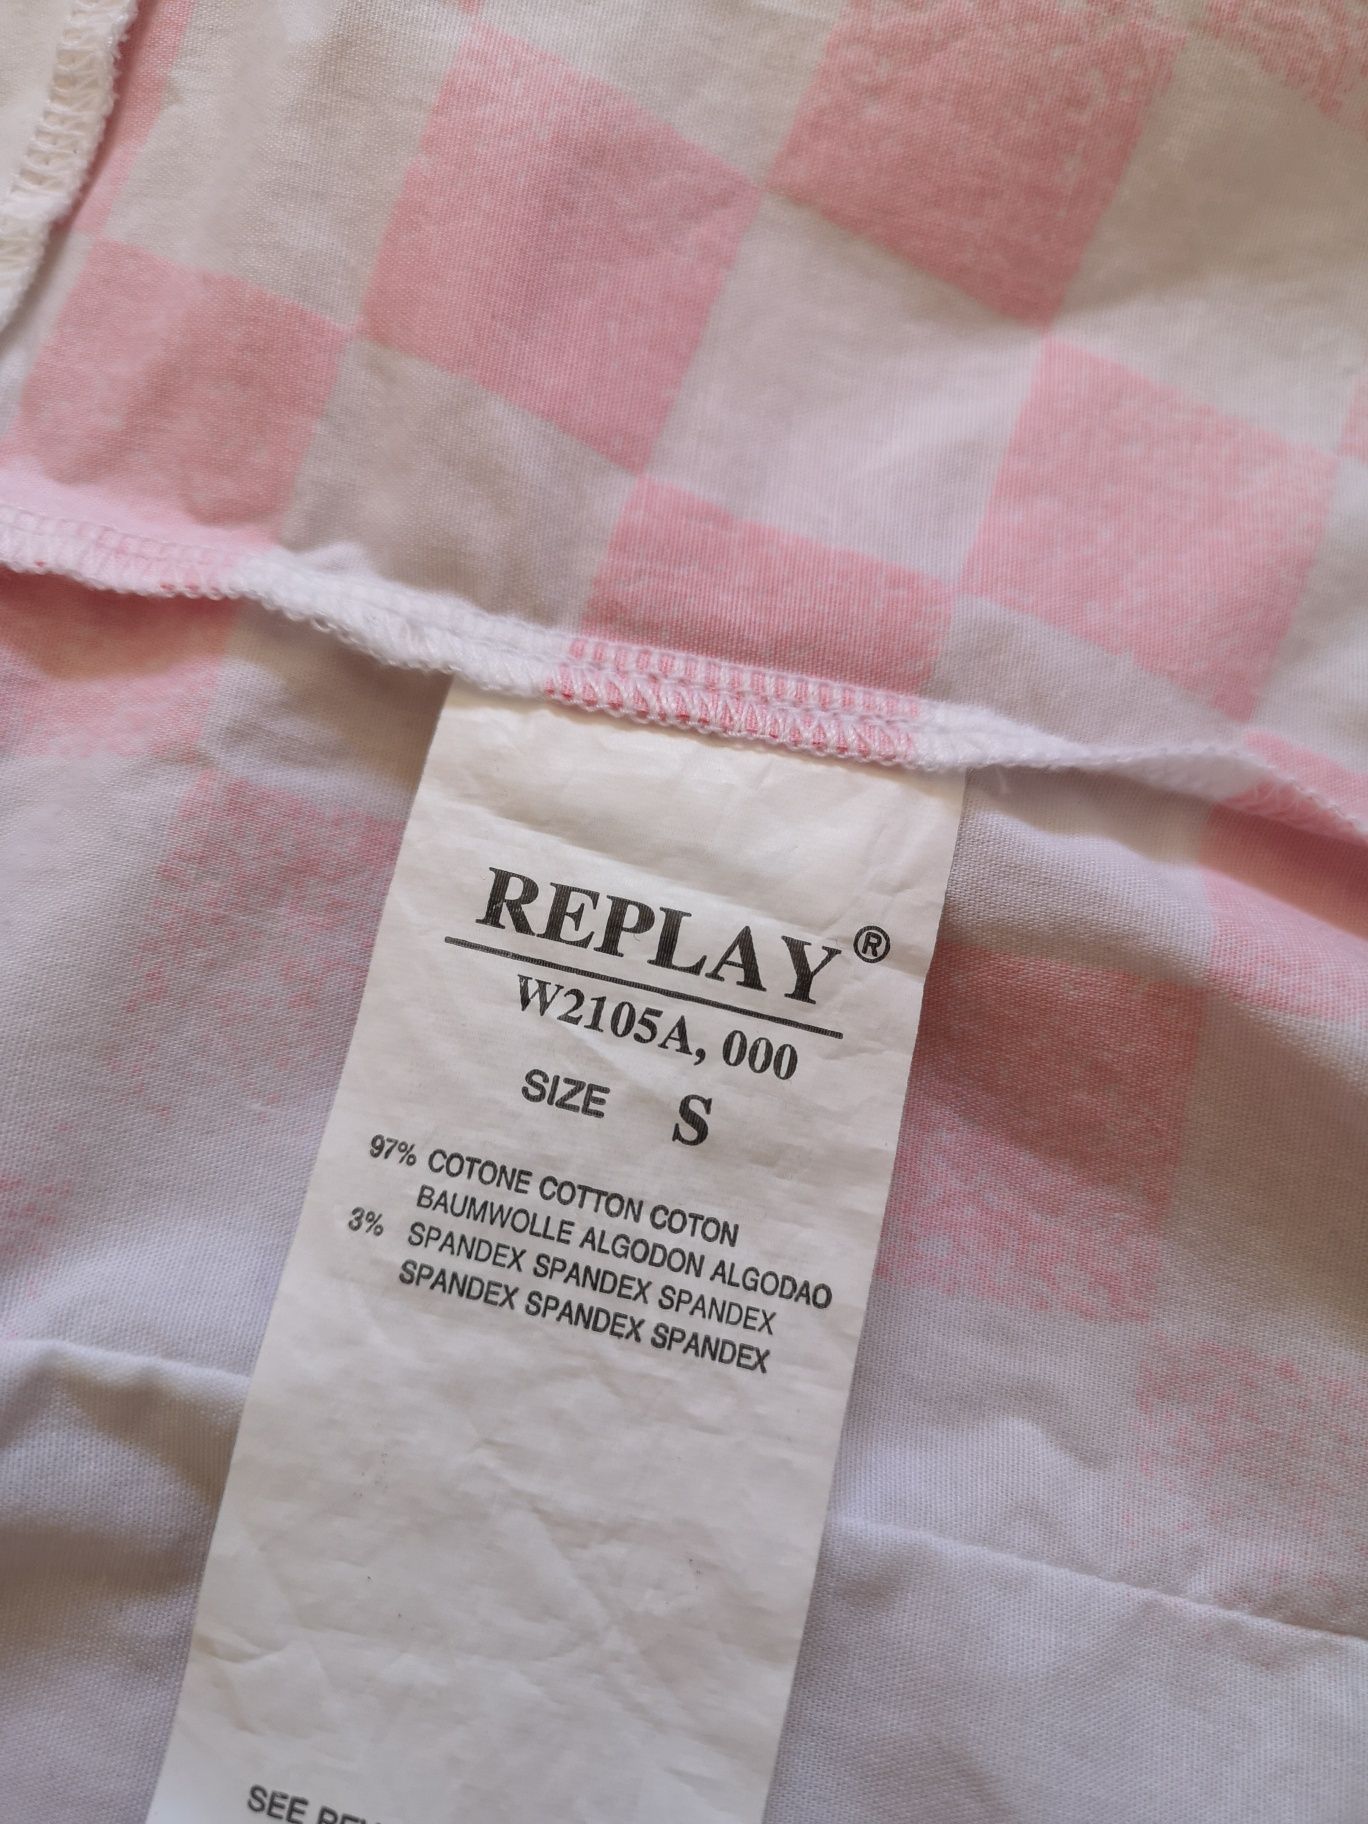 REPLAY®
W2105A, 000
SIZE S
97% COTONE COTTON COTON
BAUMWOLLE ALGODON ALGODAO
3% SPANDEX SPANDEX SPANDEX
SPANDEX SPANDEX SPANDEX
SEE